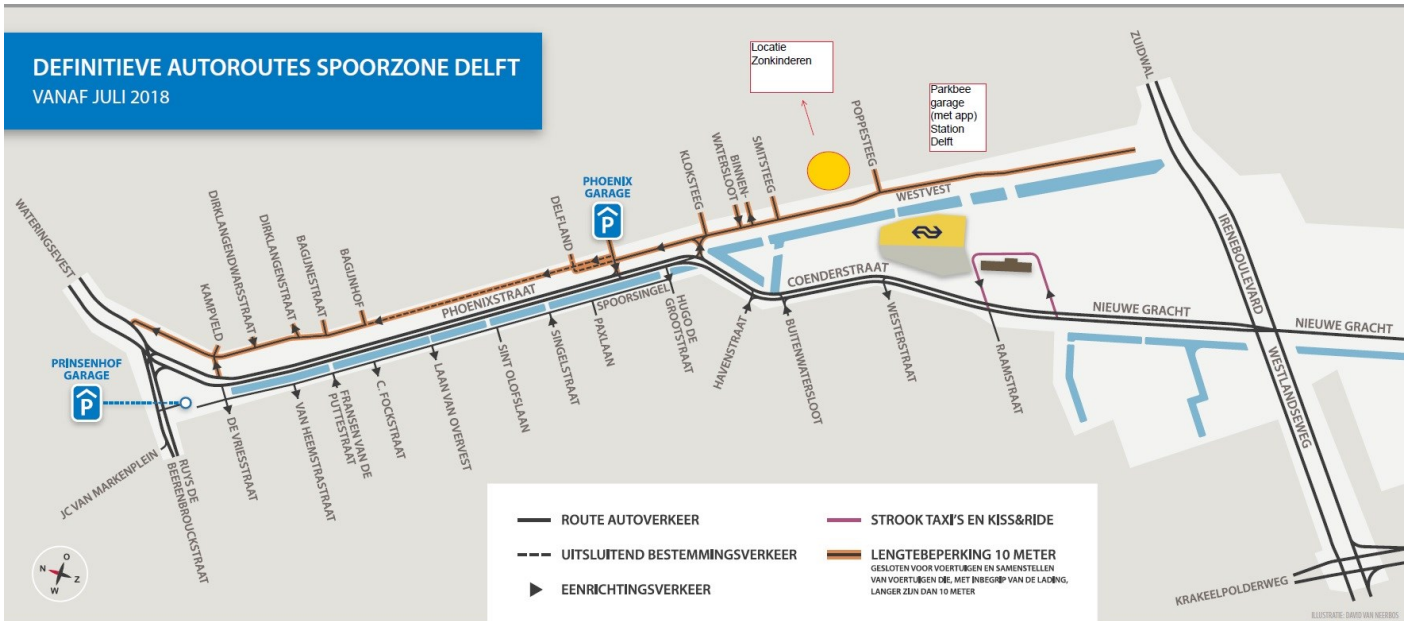 DEFINITIEVE AUTOROUTES SPOORZONE DELFT
VANAF JULI 2018
Locatie
Zonkinderen
Parkbee
garage
(met app)
Station
Delft
ZUIDWAL
POPPESTEEG
SMITSTEEG
BINNEN-
WATERSLOOT
KLOKSTEEG
PHOENIX
GARAGE
P
DELFLAND
BAGIJNHOF
BAGIJNESTRAAT
DIRKLANGENSTRAAT
DIRKLANGENDWARSSTRAAT
KAMPVELD
WATERINGSEVEST
WESTVEST
IRENEBOULEVARD
COENDERSTRAAT
PHOENIXSTRAAT
SPOORSINGEL
NIEUWE GRACHT
NIEUWE GRACHT
PRINSENHOF
GARAGE
P
JC VAN MARKENPLEIN
RUYS DE
BEERENBROUCKSTRAAT
DE VRIESSTRAAT
VAN HEEMSTRASTRAAT
FRANSEN VAN DE
PUTTESTRAAT
C. FOCKSTRAAT
LAAN VAN OVERVEST
SINT OLOFSLAAN
SINGELSTRAAT
PAXLAAN
HUGO DE
GROOTSTRAAT
HAVENSTRAAT
BUITENWATERSLOOT
WESTERSTRAAT
RAAMSTRAAT
WESTLANDSEWEG
KRAKEELPOLDERWEG
N
O
Z
W
ROUTE AUTOVERKEER
UITSLUITEND BESTEMMINGSVERKEER
EENRICHTINGSVERKEER
STROOK TAXI'S EN KISS&RIDE
LENGTEBEPERKING 10 METER
GESLOTEN VOOR VOERTUIGEN EN SAMENSTELLEN
VAN VOERTUIGEN DIE, MET INBEGRIP VAN DE LADING,
LANGER ZIJN DAN 10 METER
ILLUSTRATIE: DAVID VAN NEERBOS